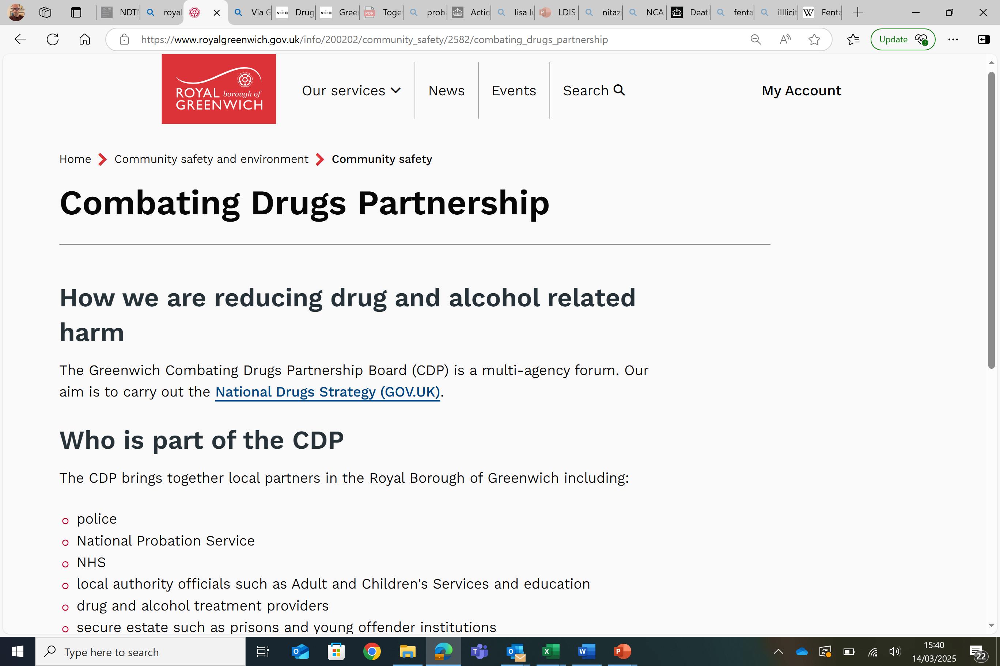 NDTM
royal
Via G
v-i-a
Drug
v-i-a
Gree
PDF
Toge
prob
Actio
lisa lu
LDIS
nitaz
NCA
Deat
fenta
illlicit
W
Fenta
https://www.royalgreenwich.gov.uk/info/200202/community_safety/2582/combating_drugs_partnership
Update
ROYAL borough of
GREENWICH
Our services
News
Events
Search
My Account
Home
Community safety and environment
Community safety
Combating Drugs Partnership
How we are reducing drug and alcohol related
harm
The Greenwich Combating Drugs Partnership Board (CDP) is a multi-agency forum. Our
aim is to carry out the National Drugs Strategy (GOV.UK).
Who is part of the CDP
The CDP brings together local partners in the Royal Borough of Greenwich including:
police
National Probation Service
NHS
local authority officials such as Adult and Children's Services and education
drug and alcohol treatment providers
secure estate such as prisons and young offender institutions
Type here to search
15:40
14/03/2025
22